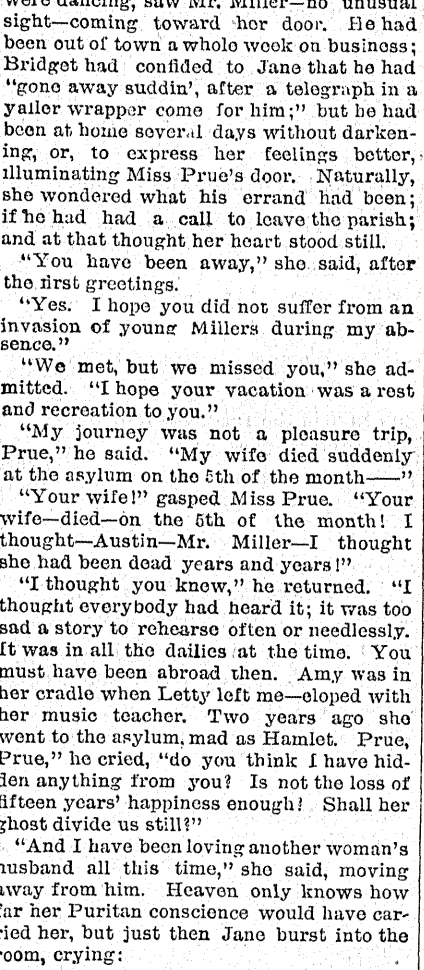 were dancing, saw Mr. Miller—no unusual
sight—coming toward her door. He had
been out of town a whole week on business;
Bridget had confided to Jane that he had
"gone away suddin', after a telegraph in a
yaller wrapper come for him;" but he had
been at home several days without darken-
ing, or, to express her feelings better,
illuminating Miss Prue's door. Naturally,
she wondered what his errand had been;
if he had had a call to leave the parish;
and at that thought her heart stood still.
"You have been away," she said, after
the first greetings.
"Yes. I hope you did not suffer from an
invasion of young Millers during my ab-
sence."
"We met, but we missed you," she ad-
mitted. "I hope your vacation was a rest
and recreation to you."
"My journey was not a pleasure trip,
Prue," he said. "My wife died suddenly
at the asylum on the 5th of the month——"
"Your wife!" gasped Miss Prue. "Your
wife—died—on the 5th of the month! I
thought—Austin—Mr. Miller—I thought
she had been dead years and years!"
"I thought you knew," he returned. "I
thought everybody had heard it; it was too
sad a story to rehearse often or needlessly.
It was in all the dailies at the time. You
must have been abroad then. Amy was in
her cradle when Letty left me—eloped with
her music teacher. Two years ago she
went to the asylum, mad as Hamlet. Prue,
Prue," he cried, "do you think I have hid-
den anything from you? Is not the loss of
fifteen years' happiness enough? Shall her
ghost divide us still?"
"And I have been loving another woman's
husband all this time," she said, moving
away from him. Heaven only knows how
far her Puritan conscience would have car-
ried her, but just then Jane burst into the
room, crying: